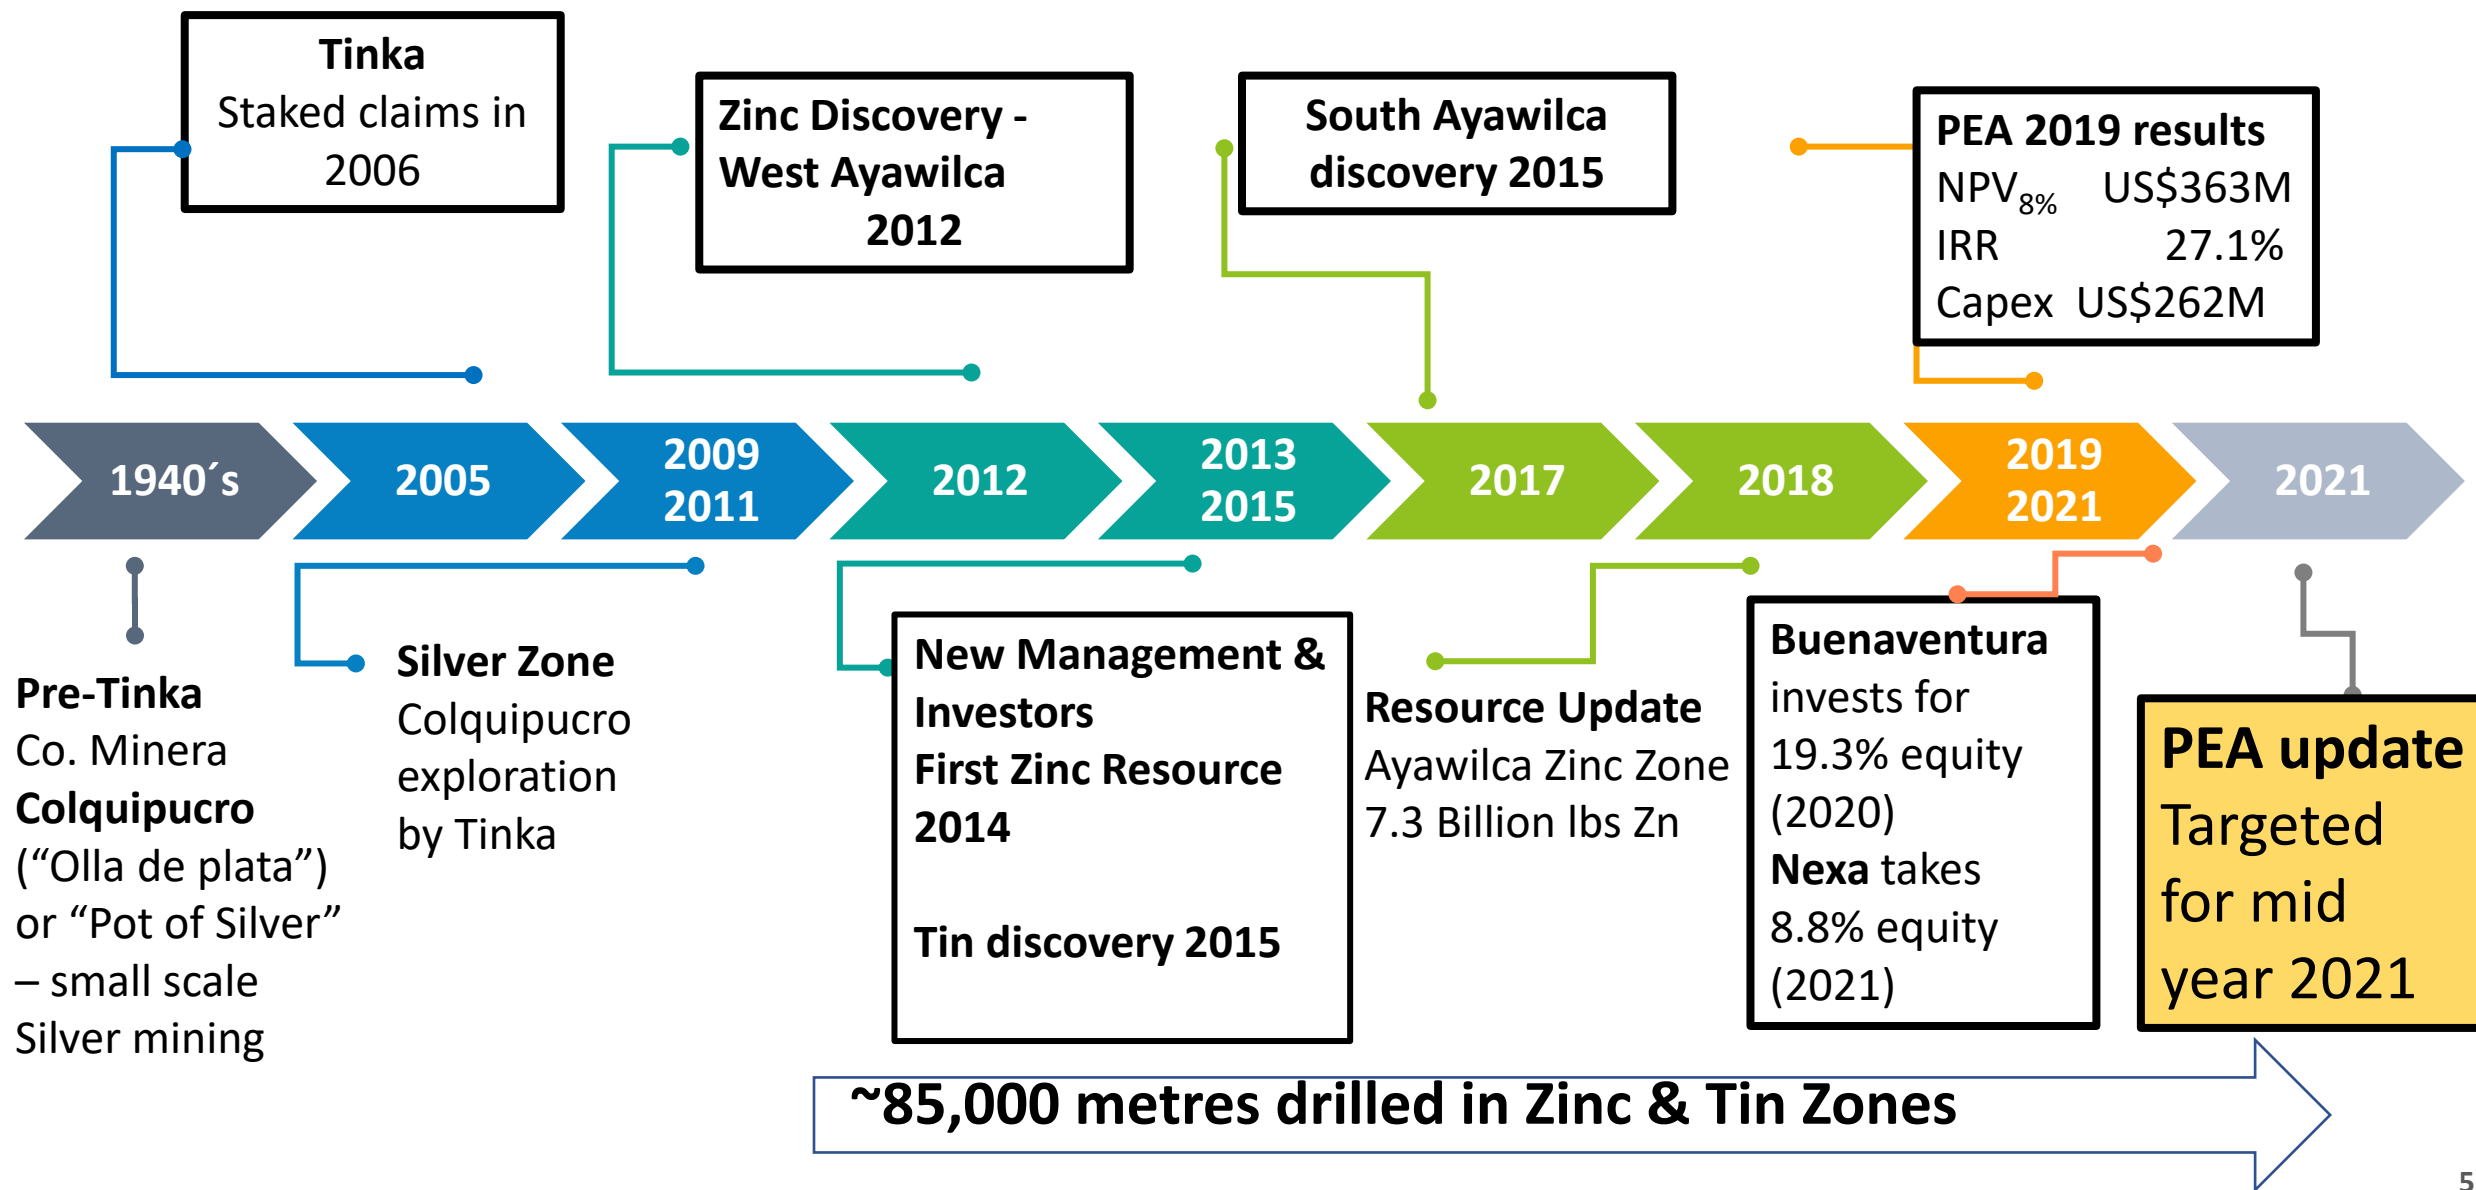 Tinka
Staked claims in
2006
Zinc Discovery -
West Ayawilca
2012
South Ayawilca
discovery 2015
PEA 2019 results
NPV8% US$363M
IRR 27.1%
Capex US$262M
1940´s
2005
2009
2011
2012
2013
2015
2017
2018
2019
2021
2021
Pre-Tinka
Co. Minera
Colquipucro
(“Olla de plata”)
or “Pot of Silver”
– small scale
Silver mining
Silver Zone
Colquipucro
exploration
by Tinka
New Management &
Investors
First Zinc Resource
2014
Tin discovery 2015
Resource Update
Ayawilca Zinc Zone
7.3 Billion lbs Zn
Buenaventura
invests for
19.3% equity
(2020)
Nexa takes
8.8% equity
(2021)
PEA update
Targeted
for mid
year 2021
~85,000 metres drilled in Zinc & Tin Zones
5